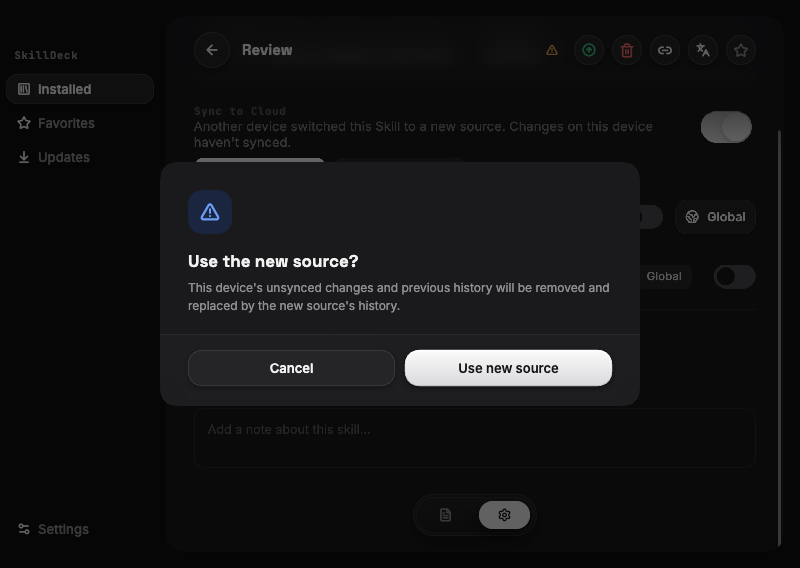 SkillDeck
Installed
Favorites
Updates
Settings
Review
Sync to Cloud
Another device switched this Skill to a new source. Changes on this device
haven't synced.
Global
Global
Use the new source?
This device's unsynced changes and previous history will be removed and
replaced by the new source's history.
Cancel
Use new source
Add a note about this skill...